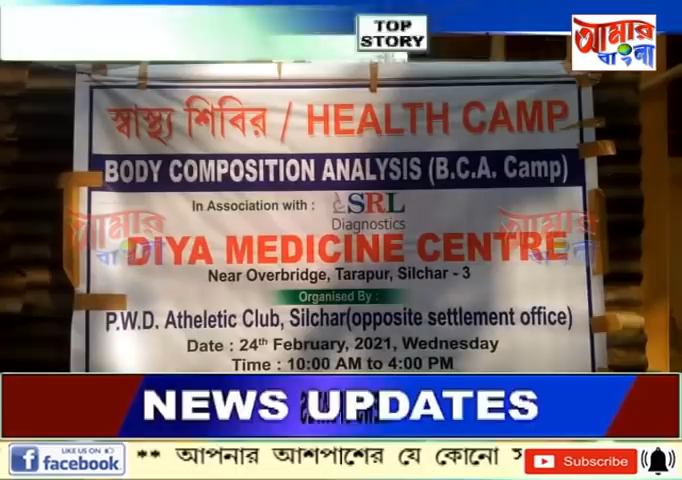 TOP
STORY
আমার
বাংলা
স্বাস্থ্য শিবির / HEALTH CAMP
BODY COMPOSITION ANALYSIS (B.C.A. Camp)
In Association with : SRL
Diagnostics
আমার
বাংলা
আমার
DIYA MEDICINE CENTRE
Near Overbridge, Tarapur, Silchar - 3
Organised By :
P.W.D. Atheletic Club, Silchar(opposite settlement office)
Date : 24th February, 2021, Wednesday
Time : 10:00 AM to 4:00 PM
NEWS UPDATES
LIKE US ON
facebook.
** আপনার আশপাশের যে কোনো
Subscribe